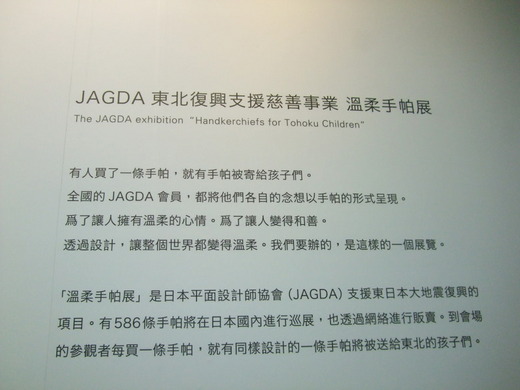 JAGDA 東北復興支援慈善事業 溫柔手帕展
The JAGDA exhibition "Handkerchiefs for Tohoku Children"
有人買了一條手帕，就有手帕被寄給孩子們。
全國的 JAGDA 會員，都將他們各自的念想以手帕的形式呈現。
爲了讓人擁有溫柔的心情。爲了讓人變得和善。
透過設計，讓整個世界都變得溫柔。我們要辦的，是這樣的一個展覽。
「溫柔手帕展」是日本平面設計師協會（JAGDA）支援東日本大地震復興的
項目。有586條手帕將在日本國內進行巡展，也透過網絡進行販賣。到會場
的參觀者每買一條手帕，就有同樣設計的一條手帕將被送給東北的孩子們。